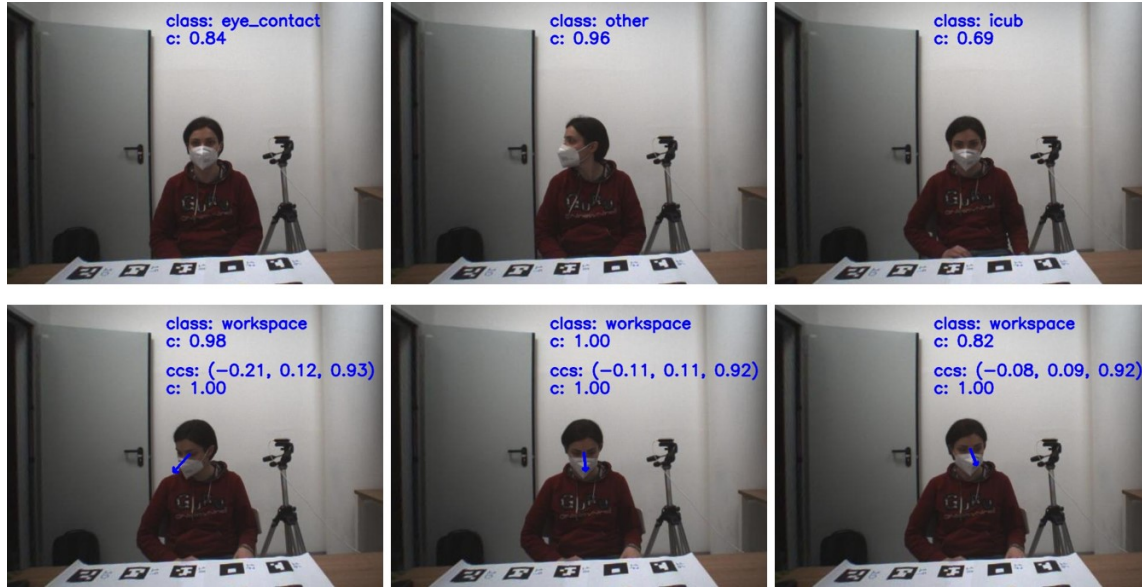 class: eye_contact
c: 0.84
class: other
c: 0.96
class: icub
c: 0.69
class: workspace
c: 0.98
ccs: (-0.21, 0.12, 0.93)
c: 1.00
class: workspace
c: 1.00
ccs: (-0.11, 0.11, 0.92)
c: 1.00
class: workspace
c: 0.82
ccs: (-0.08, 0.09, 0.92)
c: 1.00